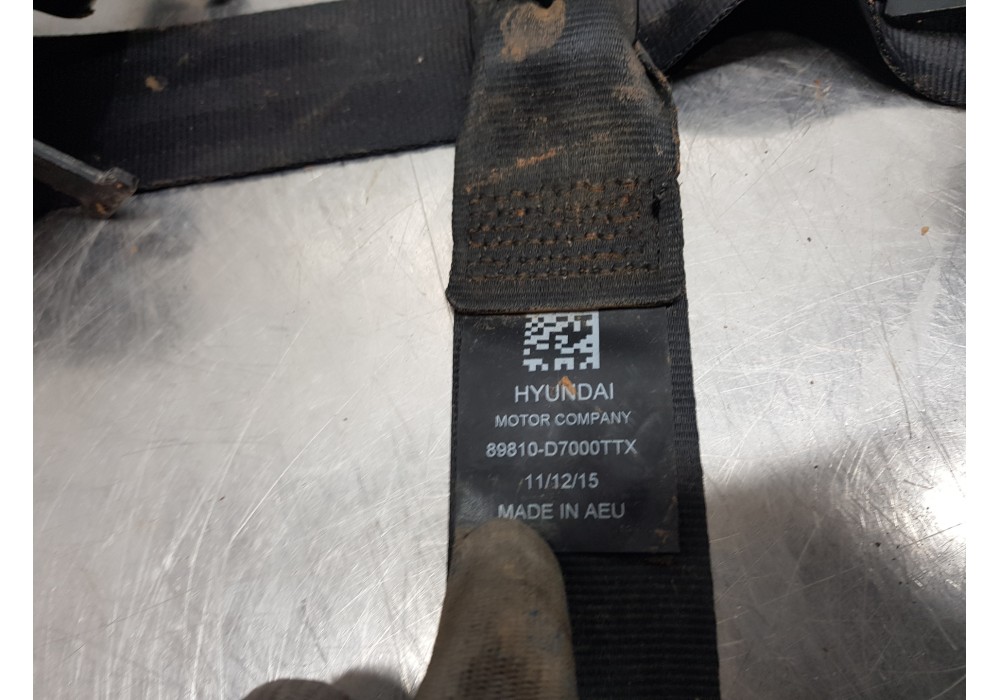 HYUNDAI
MOTOR COMPANY
89810-D7000TTX
11/12/15
MADE IN AEU